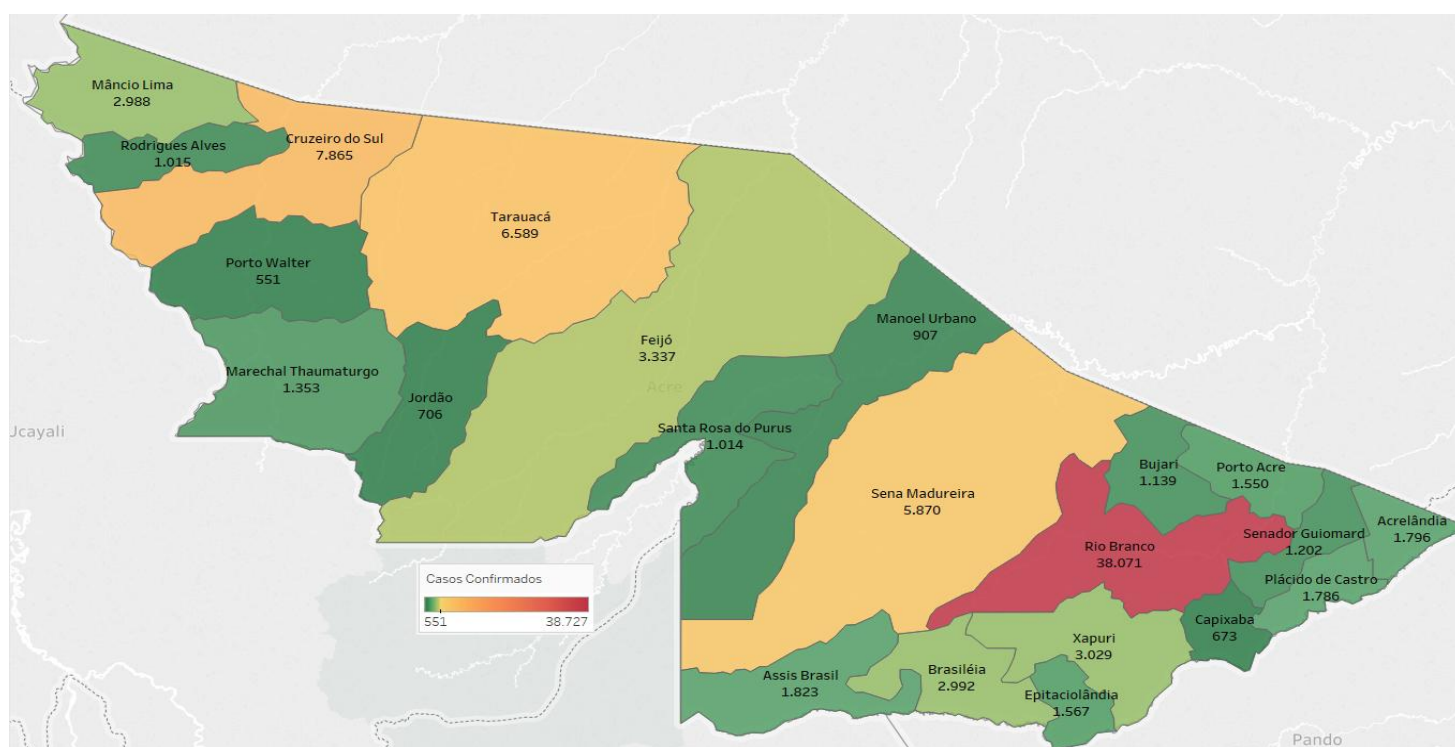 Mâncio Lima
2.988
Rodrigues Alves
1.015
Cruzeiro do Sul
7.865
Tarauacá
6.589
Porto Walter
551
Marechal Thaumaturgo
1.353
Jordão
706
Feijó
3.337
Acre
Manoel Urbano
907
Santa Rosa do Purus
1.014
Ucayali
Sena Madureira
5.870
Bujari
1.139
Porto Acre
1.550
Rio Branco
38.071
Senador Guiomard
1.202
Acrelândia
1.796
Plácido de Castro
1.786
Capixaba
673
Xapuri
3.029
Epitaciolândia
1.567
Brasiléia
2.992
Assis Brasil
1.823
Casos Confirmados
551
38.727
Pando